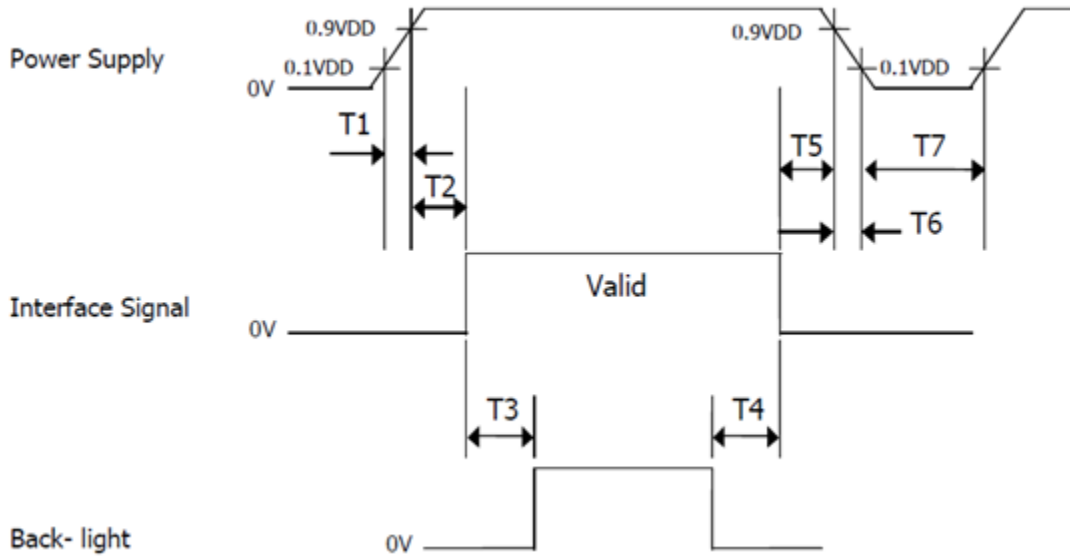 0.9VDD
0.9VDD
Power Supply
0.1VDD
0.1VDD
0V
T1
T5
T7
T2
T6
Valid
Interface Signal
0V
T3
T4
Back- light
0V